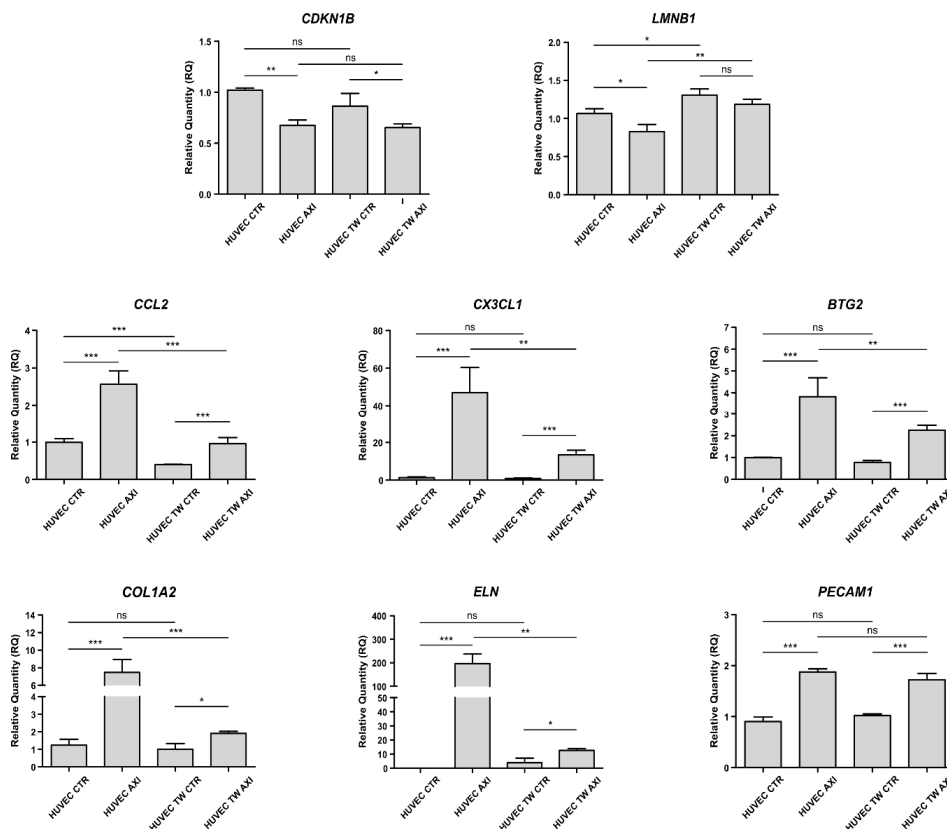 CDKN1B
Relative Quantity (RQ)
1.5
1.0
0.5
0.0
ns
ns
**
*
HUVEC CTR
HUVEC AXI
HUVEC TW CTR
HUVEC TW AXI
LMNB1
Relative Quantity (RQ)
2.0
1.5
1.0
0.5
0.0
*
**
ns
*
HUVEC CTR
HUVEC AXI
HUVEC TW CTR
HUVEC TW AXI
CCL2
Relative Quantity (RQ)
4
3
2
1
0
***
***
***
***
HUVEC CTR
HUVEC AXI
HUVEC TW CTR
HUVEC TW AXI
CX3CL1
Relative Quantity (RQ)
80
60
40
20
0
ns
**
***
***
HUVEC CTR
HUVEC AXI
HUVEC TW CTR
HUVEC TW AXI
BTG2
Relative Quantity (RQ)
7
6
5
4
3
2
1
0
ns
**
***
***
HUVEC CTR
HUVEC AXI
HUVEC TW CTR
HUVEC TW AXI
COL1A2
Relative Quantity (RQ)
14
12
10
8
6
4
3
2
1
0
ns
***
***
*
HUVEC CTR
HUVEC AXI
HUVEC TW CTR
HUVEC TW AXI
ELN
Relative Quantity (RQ)
400
300
200
100
50
40
30
20
10
0
ns
**
***
*
HUVEC CTR
HUVEC AXI
HUVEC TW CTR
HUVEC TW AXI
PECAM1
Relative Quantity (RQ)
3
2
1
0
ns
ns
***
***
HUVEC CTR
HUVEC AXI
HUVEC TW CTR
HUVEC TW AXI